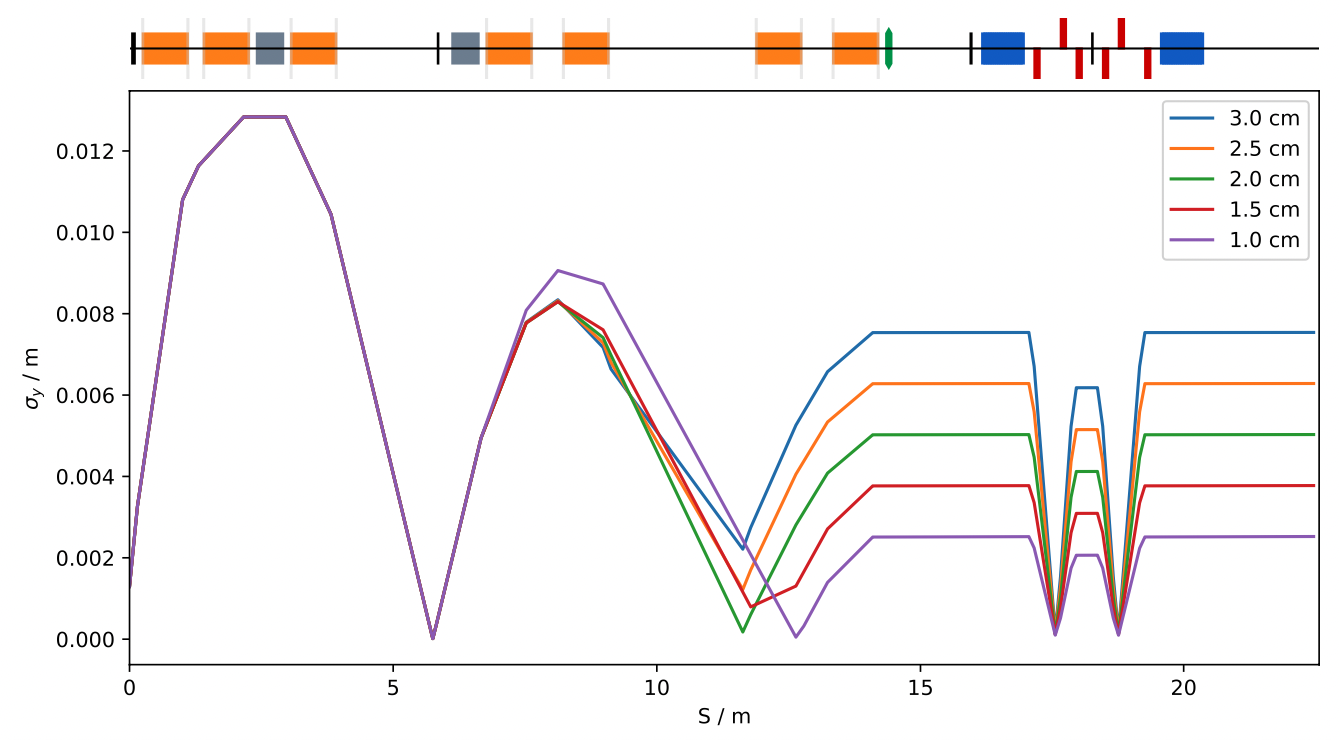 3.0 cm
2.5 cm
2.0 cm
1.5 cm
1.0 cm
0.012
0.010
0.008
0.006
0.004
0.002
0.000
σy / m
0 5 10 15 20
S / m